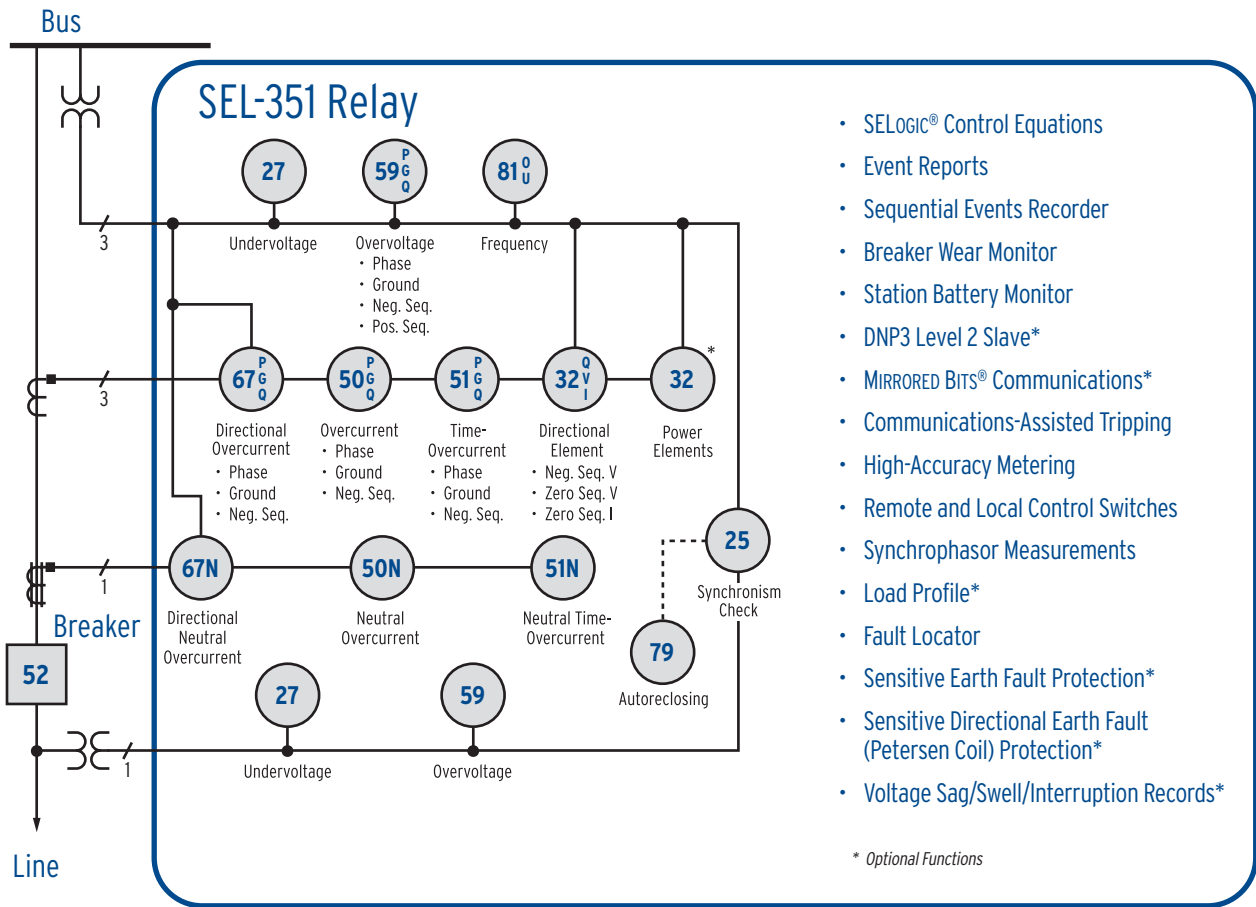 Bus
SEL-351 Relay
27
59 P G Q
81 O U
3
Undervoltage
Overvoltage
· Phase
· Ground
· Neg. Seq.
· Pos. Seq.
Frequency
3
67 P G Q
50 P G Q
51 P G Q
32 Q V I
32
*
Directional
Overcurrent
· Phase
· Ground
· Neg. Seq.
Overcurrent
· Phase
· Ground
· Neg. Seq.
Time-
Overcurrent
· Phase
· Ground
· Neg. Seq.
Directional
Element
· Neg. Seq. V
· Zero Seq. V
· Zero Seq. I
Power
Elements
1
67N
50N
51N
25
Directional
Neutral
Overcurrent
Neutral
Overcurrent
Neutral Time-
Overcurrent
Synchronism
Check
Breaker
52
79
Autoreclosing
27
59
1
Undervoltage
Overvoltage
Line
· SELOGIC® Control Equations
· Event Reports
· Sequential Events Recorder
· Breaker Wear Monitor
· Station Battery Monitor
· DNP3 Level 2 Slave*
· MIRRORED BITS® Communications*
· Communications-Assisted Tripping
· High-Accuracy Metering
· Remote and Local Control Switches
· Synchrophasor Measurements
· Load Profile*
· Fault Locator
· Sensitive Earth Fault Protection*
· Sensitive Directional Earth Fault
(Petersen Coil) Protection*
· Voltage Sag/Swell/Interruption Records*
* Optional Functions